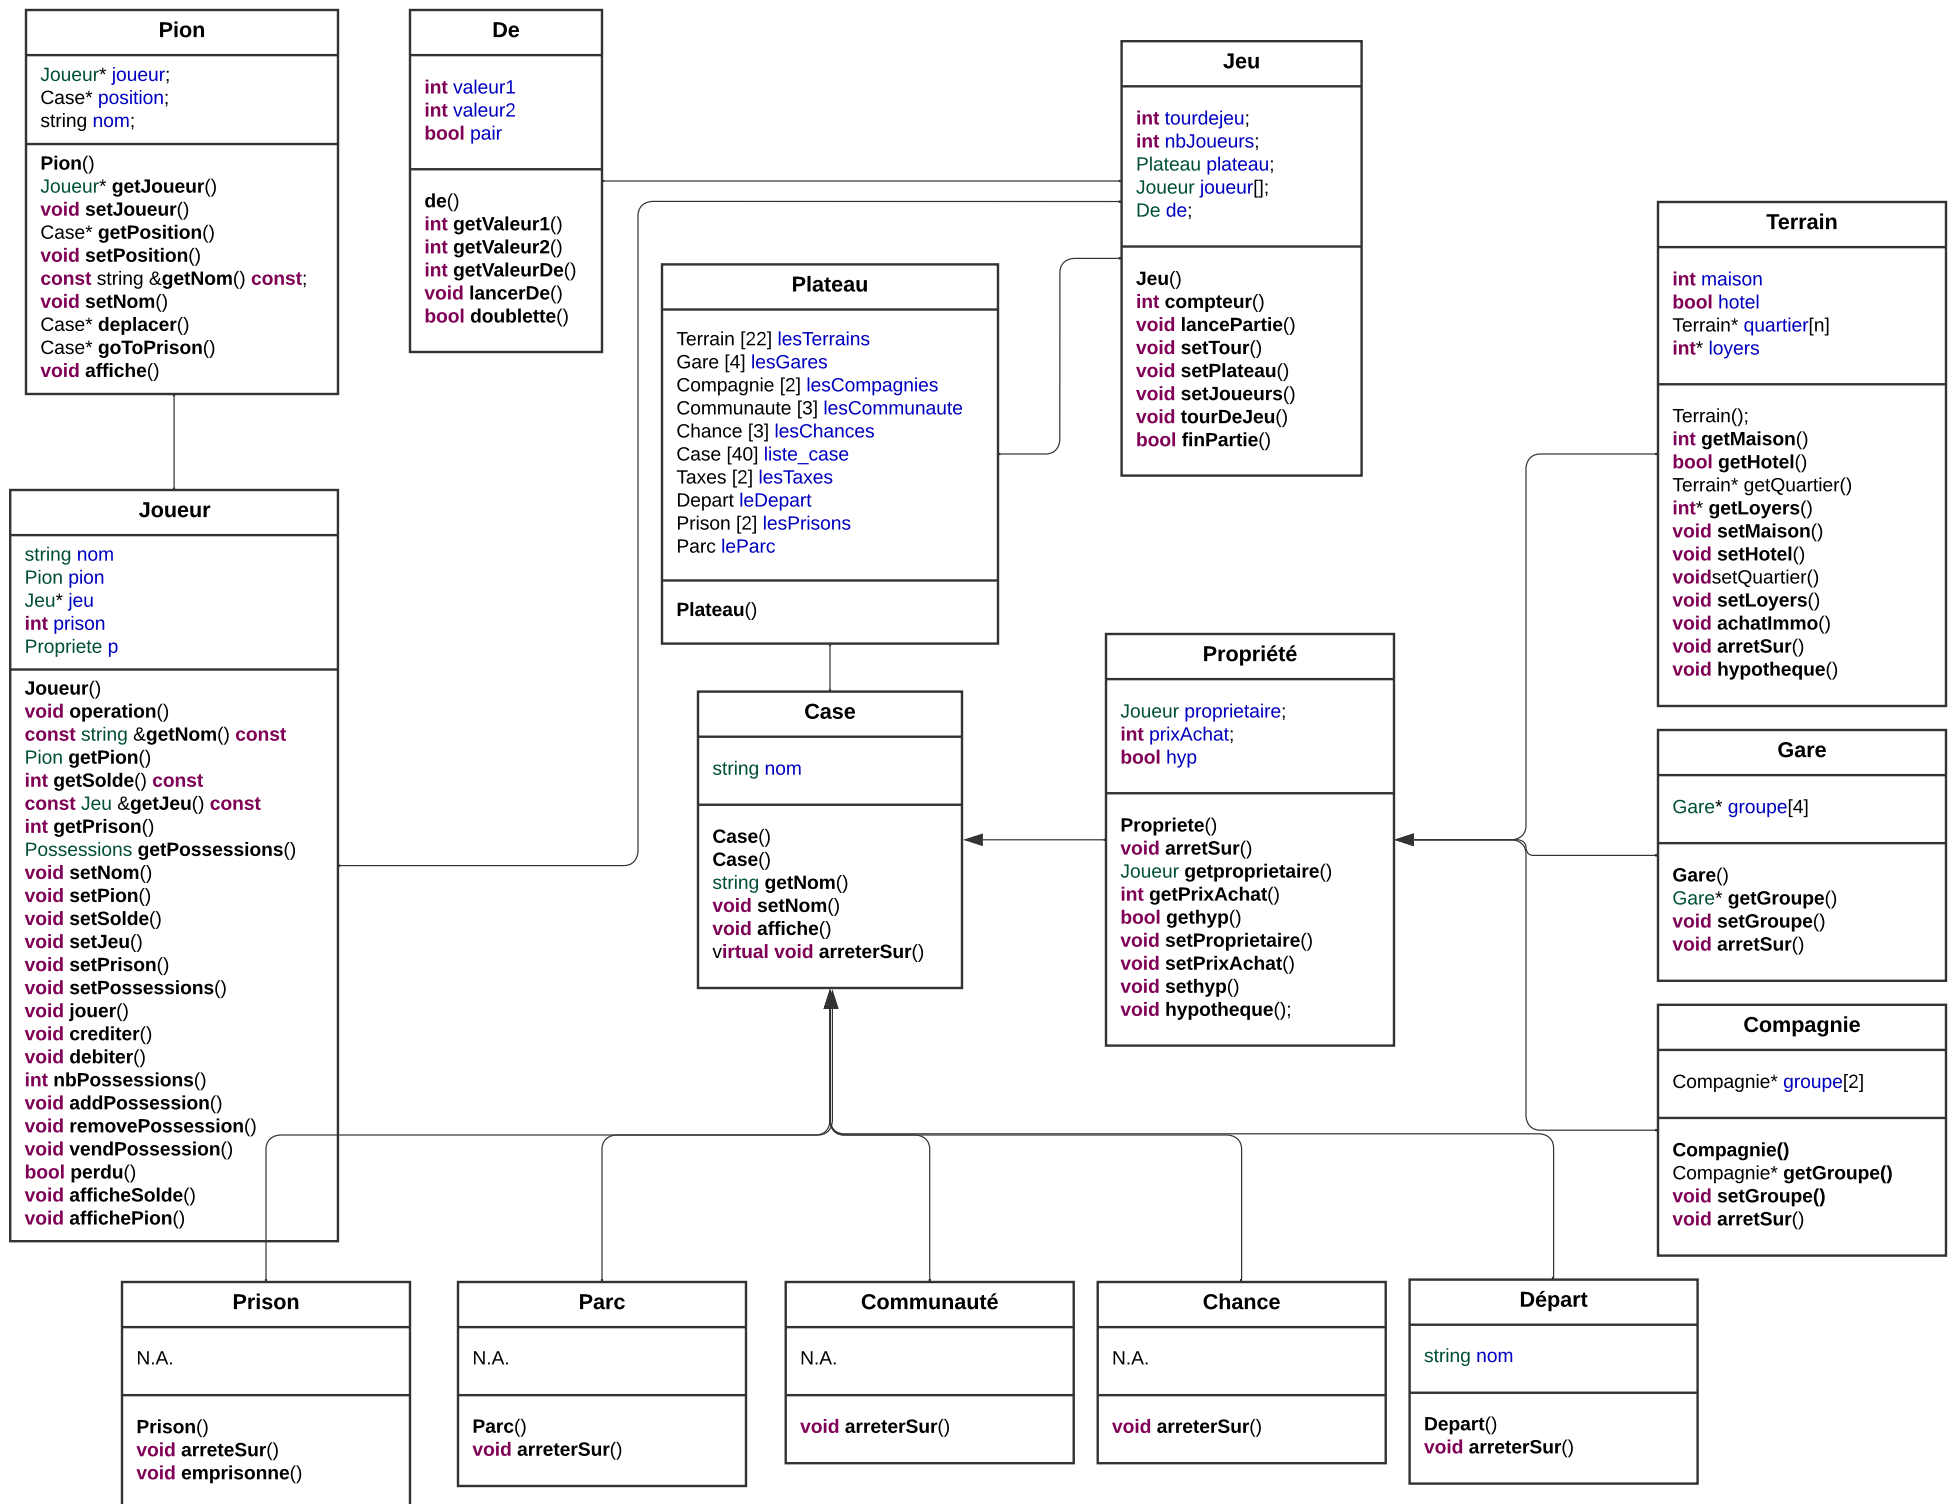 Pion
Joueur* joueur;
Case* position;
string nom;
Pion()
Joueur* getJoueur()
void setJoueur()
Case* getPosition()
void setPosition()
const string &getNom() const;
void setNom()
Case* deplacer()
Case* goToPrison()
void affiche()
De
int valeur1
int valeur2
bool pair
de()
int getValeur1()
int getValeur2()
int getValeurDe()
void lancerDe()
bool doublette()
Jeu
int tourdejeu;
int nbJoueurs;
Plateau plateau;
Joueur joueur[];
De de;
Jeu()
int compteur()
void lancePartie()
void setTour()
void setPlateau()
void setJoueurs()
void tourDeJeu()
bool finPartie()
Terrain
int maison
bool hotel
Terrain* quartier[n]
int* loyers
Terrain();
int getMaison()
bool getHotel()
Terrain* getQuartier()
int* getLoyers()
void setMaison()
void setHotel()
voidsetQuartier()
void setLoyers()
void achatImmo()
void arretSur()
void hypotheque()
Plateau
Terrain [22] lesTerrains
Gare [4] lesGares
Compagnie [2] lesCompagnies
Communaute [3] lesCommunaute
Chance [3] lesChances
Case [40] liste_case
Taxes [2] lesTaxes
Depart leDepart
Prison [2] lesPrisons
Parc leParc
Plateau()
Joueur
string nom
Pion pion
Jeu* jeu
int prison
Propriete p
Joueur()
void operation()
const string &getNom() const
Pion getPion()
int getSolde() const
const Jeu &getJeu() const
int getPrison()
Possessions getPossessions()
void setNom()
void setPion()
void setSolde()
void setJeu()
void setPrison()
void setPossessions()
void jouer()
void crediter()
void debiter()
int nbPossessions()
void addPossession()
void removePossession()
void vendPossession()
bool perdu()
void afficheSolde()
void affichePion()
Case
string nom
Case()
Case()
string getNom()
void setNom()
void affiche()
virtual void arreterSur()
Propriété
Joueur proprietaire;
int prixAchat;
bool hyp
Propriete()
void arretSur()
Joueur getproprietaire()
int getPrixAchat()
bool gethyp()
void setProprietaire()
void setPrixAchat()
void sethyp()
void hypotheque();
Gare
Gare* groupe[4]
Gare()
Gare* getGroupe()
void setGroupe()
void arretSur()
Compagnie
Compagnie* groupe[2]
Compagnie()
Compagnie* getGroupe()
void setGroupe()
void arretSur()
Prison
N.A.
Prison()
void arreteSur()
void emprisonne()
Parc
N.A.
Parc()
void arreterSur()
Communauté
N.A.
void arreterSur()
Chance
N.A.
void arreterSur()
Départ
string nom
Depart()
void arreterSur()